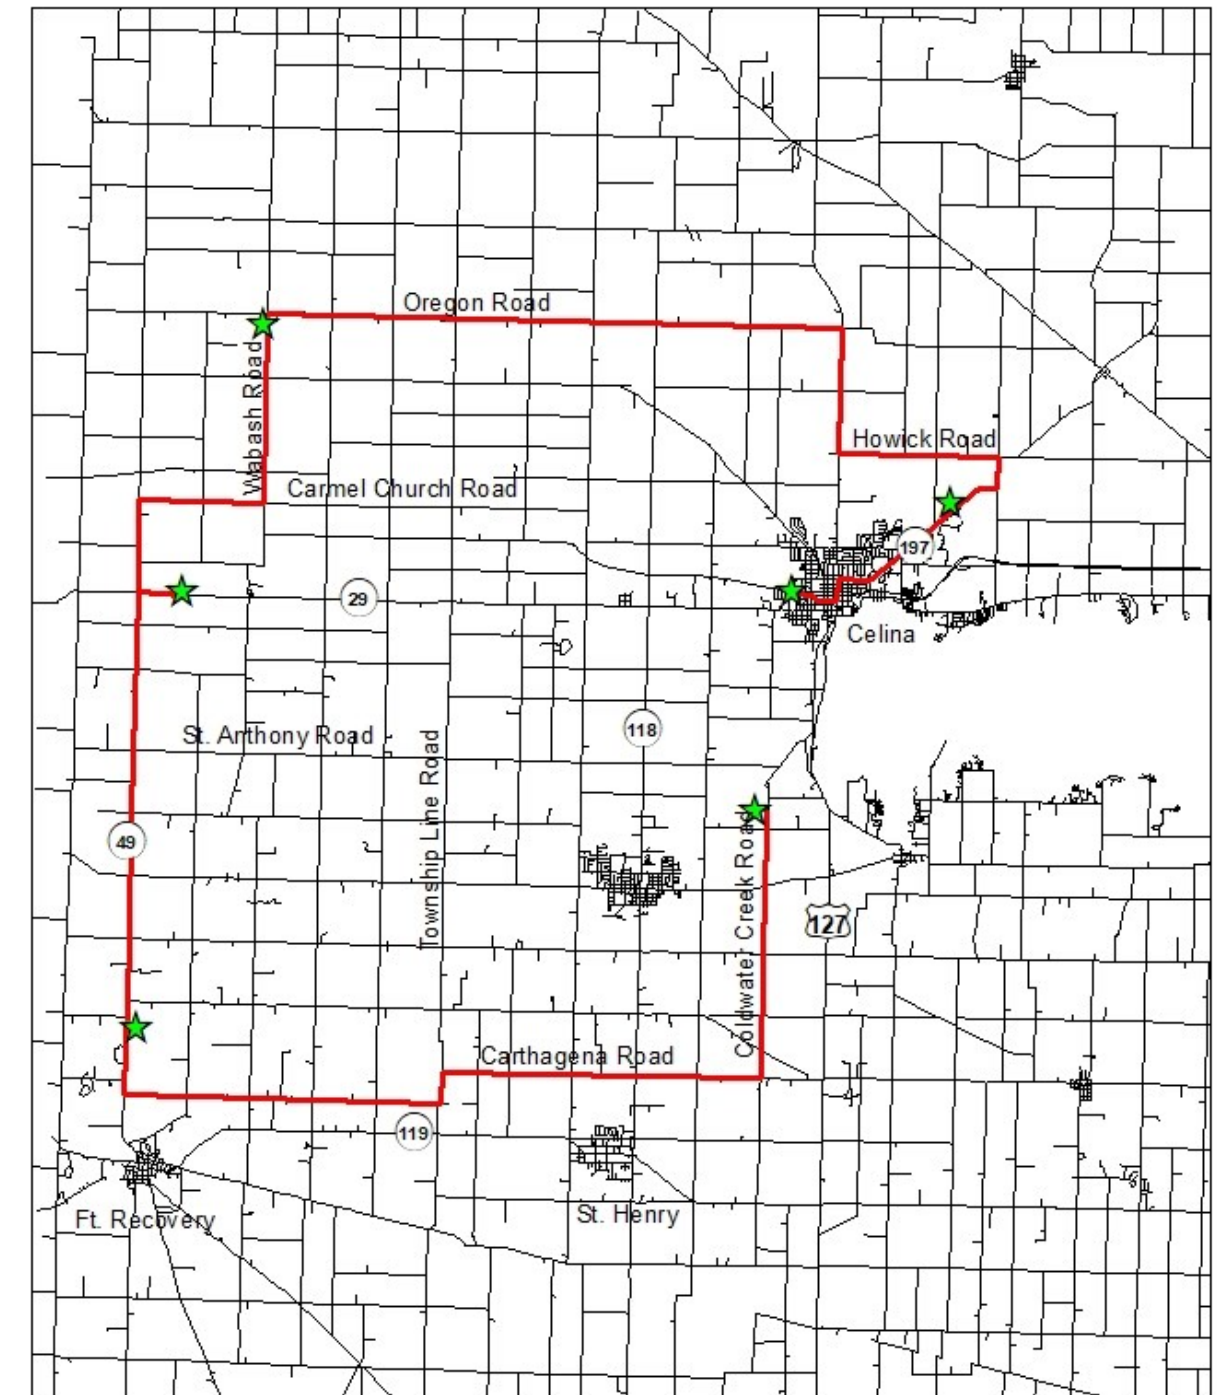 Oregon Road
Wabash Road
Howick Road
Carmel Church Road
197
29
Celina
118
St. Anthony Road
Township Line Road
49
Coldwater Creek Road
127
Carthagena Road
119
St. Henry
Ft. Recovery